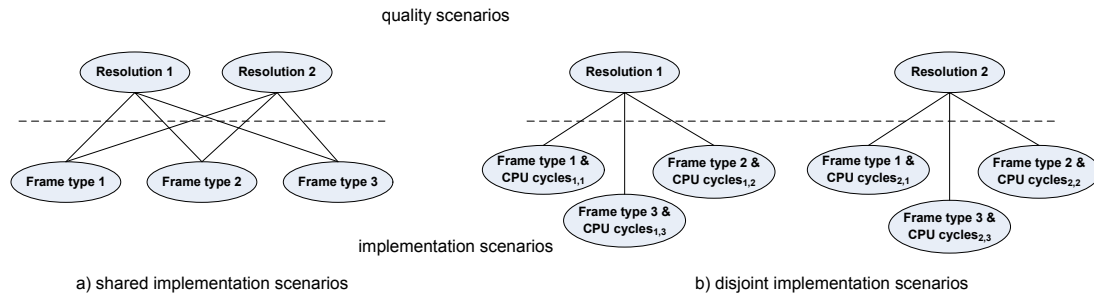 quality scenarios
Resolution 1
Resolution 2
Frame type 1
Frame type 2
Frame type 3
Resolution 1
Resolution 2
Frame type 1 &
CPU cycles1,1
Frame type 2 &
CPU cycles1,2
Frame type 3 &
CPU cycles1,3
Frame type 1 &
CPU cycles2,1
Frame type 2 &
CPU cycles2,2
Frame type 3 &
CPU cycles2,3
implementation scenarios
a) shared implementation scenarios
b) disjoint implementation scenarios